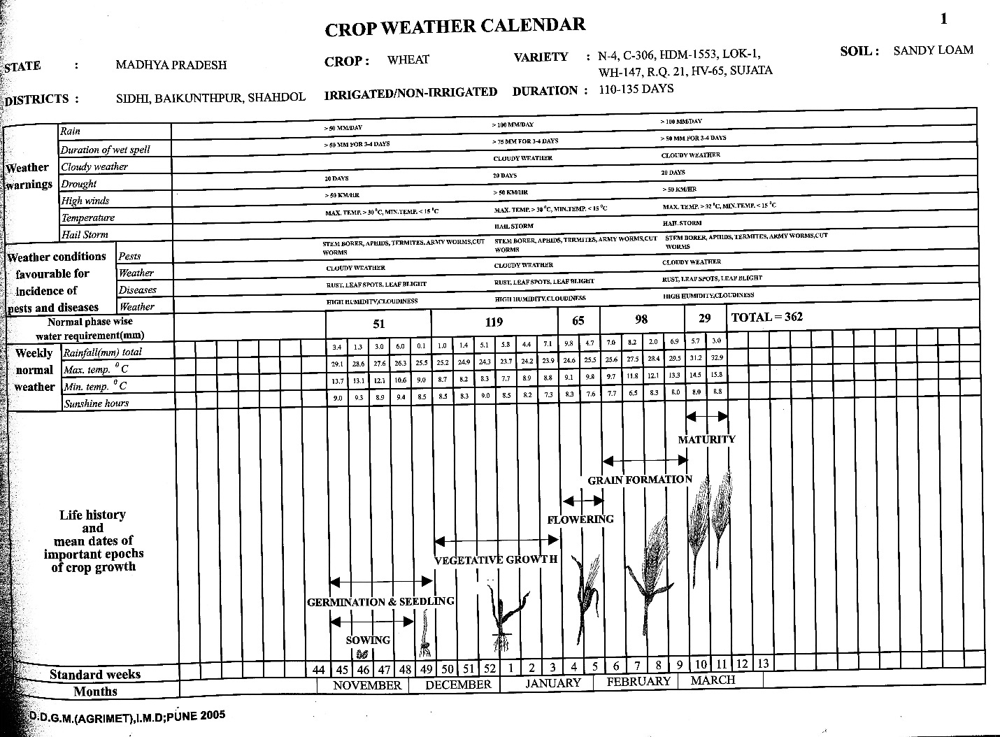 1
CROP WEATHER CALENDAR
STATE : MADHYA PRADESH CROP : WHEAT VARIETY : N-4, C-306, HDM-1553, LOK-1, SOIL : SANDY LOAM
WH-147, R.Q. 21, HV-65, SUJATA
DISTRICTS : SIDHI, BAIKUNTHPUR, SHAHDOL IRRIGATED/NON-IRRIGATED DURATION : 110-135 DAYS
Weather warnings
Rain > 50 MM/DAY > 100 MM/DAY > 100 MM/DAY
Duration of wet spell > 50 MM FOR 3-4 DAYS > 75 MM FOR 3-4 DAYS > 50 MM FOR 3-4 DAYS
Cloudy weather CLOUDY WEATHER CLOUDY WEATHER
Drought 20 DAYS 20 DAYS 20 DAYS
High winds > 50 KM/HR > 50 KM/HR > 50 KM/HR
Temperature MAX. TEMP. > 30 °C, MIN.TEMP. < 15 °C MAX. TEMP. > 30 °C, MIN.TEMP. < 15 °C MAX. TEMP. > 32 °C, MIN.TEMP. < 15 °C
Hail Storm HAIL STORM HAIL STORM
Weather conditions favourable for incidence of pests and diseases
Pests STEM BORER, APHIDS, TERMITES, ARMY WORMS,CUT WORMS STEM BORER, APHIDS, TERMITES, ARMY WORMS,CUT WORMS STEM BORER, APHIDS, TERMITES, ARMY WORMS,CUT WORMS
Weather CLOUDY WEATHER CLOUDY WEATHER CLOUDY WEATHER
Diseases RUST, LEAF SPOTS, LEAF BLIGHT RUST, LEAF SPOTS, LEAF BLIGHT RUST, LEAF SPOTS, LEAF BLIGHT
Weather HIGH HUMIDITY,CLOUDINESS HIGH HUMIDITY,CLOUDINESS HIGH HUMIDITY,CLOUDINESS
Normal phase wise
water requirement(mm) 51 119 65 98 29 TOTAL = 362
Weekly normal weather
Rainfall(mm) total 3.4 1.3 3.0 6.0 0.1 1.0 1.4 5.1 5.8 4.4 7.1 9.8 4.7 7.0 8.2 2.0 6.9 5.7 3.0
Max. temp. °C 29.1 28.6 27.6 26.3 25.5 25.2 24.9 24.3 23.7 24.2 23.9 24.6 25.5 25.6 27.5 28.4 29.5 31.2 32.9
Min. temp. °C 13.7 13.1 12.1 10.6 9.0 8.7 8.2 8.3 7.7 8.9 8.8 9.1 9.8 9.7 11.8 12.1 13.3 14.5 15.8
Sunshine hours 9.0 9.3 8.9 9.4 8.5 8.5 8.3 9.0 8.5 8.2 7.3 8.3 7.6 7.7 6.5 8.3 8.0 8.0 8.8
Life history
and
mean dates of
important epochs
of crop growth
MATURITY
GRAIN FORMATION
FLOWERING
VEGETATIVE GROWTH
GERMINATION & SEEDLING
SOWING
Standard weeks 44 45 46 47 48 49 50 51 52 1 2 3 4 5 6 7 8 9 10 11 12 13
Months NOVEMBER DECEMBER JANUARY FEBRUARY MARCH
D.D.G.M.(AGRIMET),I.M.D;PUNE 2005